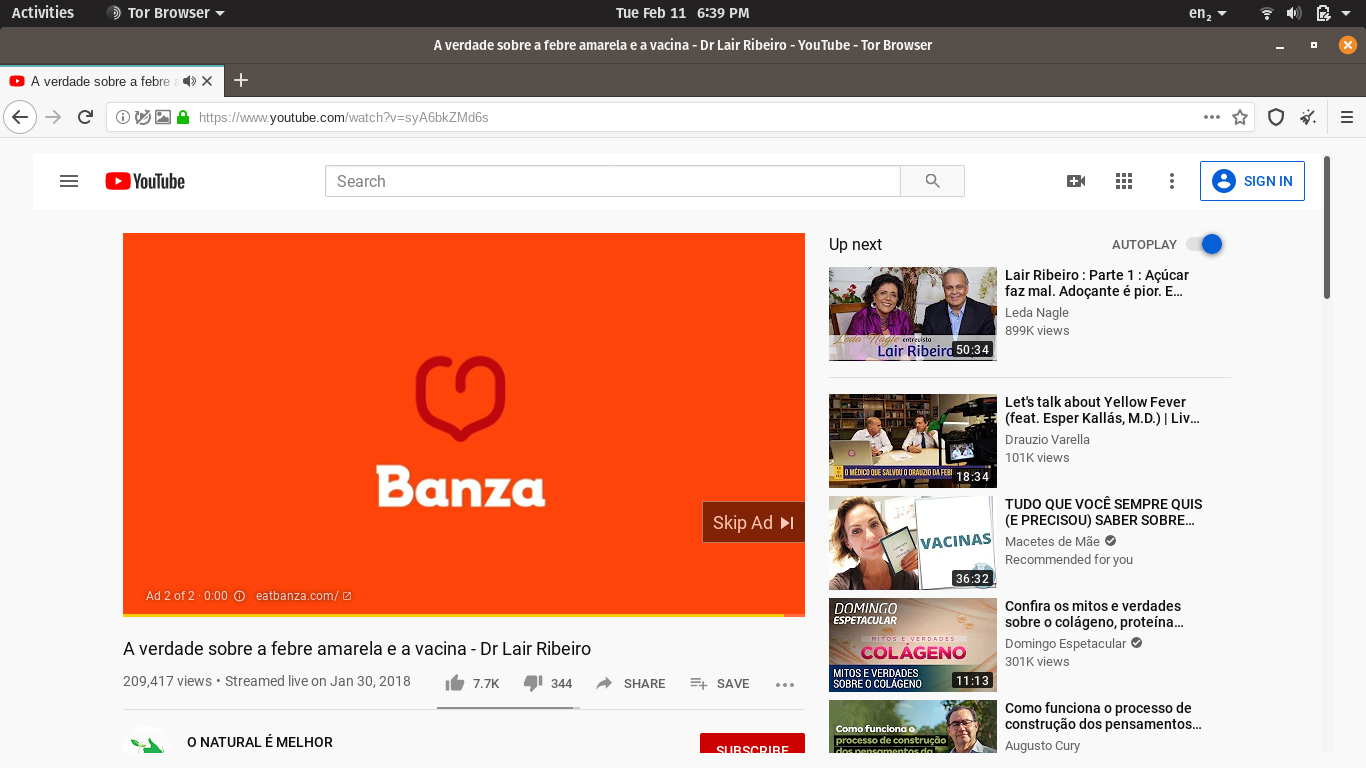 Activities
Tor Browser
Tue Feb 11 6:39 PM
en2
A verdade sobre a febre amarela e a vacina - Dr Lair Ribeiro - YouTube - Tor Browser
A verdade sobre a febre a
https://www.youtube.com/watch?v=syA6bkZMd6s
YouTube
Search
SIGN IN
Banza
Skip Ad
Ad 2 of 2 · 0:00
eatbanza.com/
A verdade sobre a febre amarela e a vacina - Dr Lair Ribeiro
209,417 views • Streamed live on Jan 30, 2018
7.7K
344
SHARE
SAVE
O NATURAL É MELHOR
SUBSCRIBE
Up next
AUTOPLAY
Leda Nagle entrevista
Lair Ribeiro
50:34
Lair Ribeiro : Parte 1 : Açúcar
faz mal. Adoçante é pior. E...
Leda Nagle
899K views
O MÉDICO QUE SALVOU O DRAUZIO DA FEB
18:34
Let's talk about Yellow Fever
(feat. Esper Kallás, M.D.) | Liv...
Drauzio Varella
101K views
VACINAS
36:32
TUDO QUE VOCÊ SEMPRE QUIS
(E PRECISOU) SABER SOBRE...
Macetes de Mãe
Recommended for you
DOMINGO
ESPETACULAR
MITOS E VERDADES
COLÁGENO
MITOS E VERDADES
SOBRE O COLÁGENO
11:13
Confira os mitos e verdades
sobre o colágeno, proteína...
Domingo Espetacular
301K views
Como funciona o
processo de construção
dos pensamentos da
Como funciona o processo de
construção dos pensamentos...
Augusto Cury